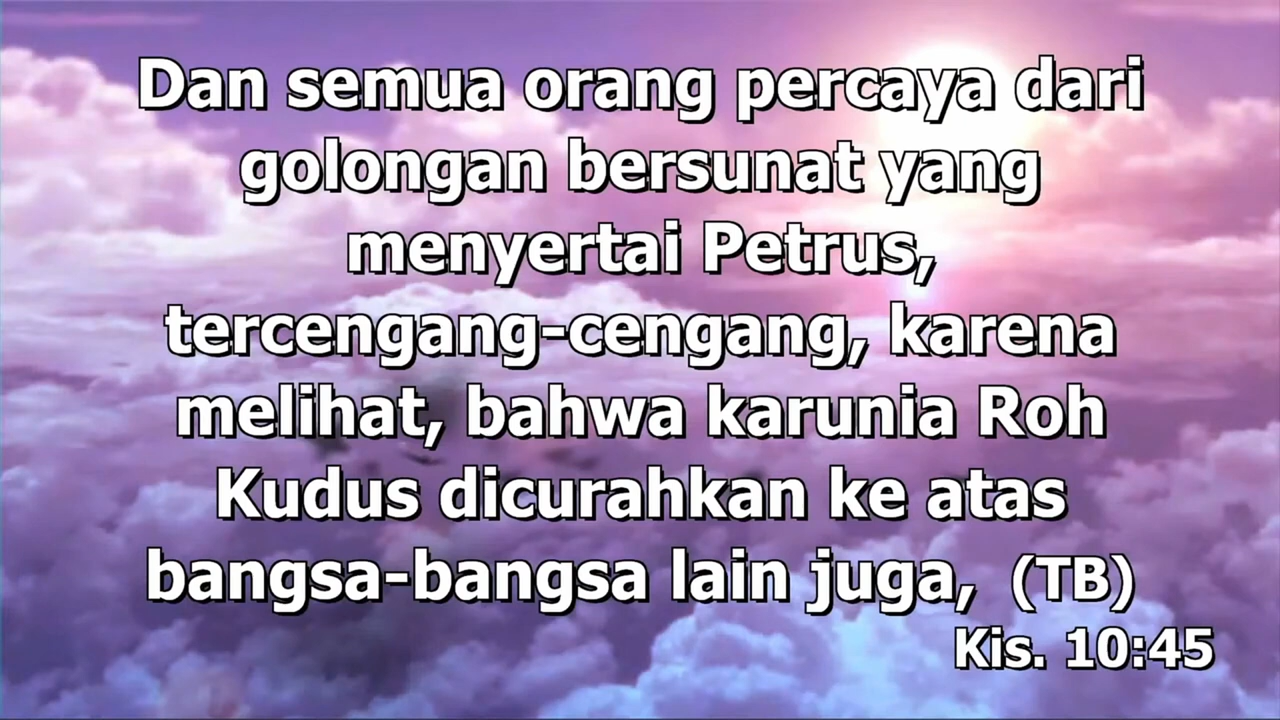 Dan semua orang percaya dari
golongan bersunat yang
menyertai Petrus,
tercengang-cengang, karena
melihat, bahwa karunia Roh
Kudus dicurahkan ke atas
bangsa-bangsa lain juga, (TB)
Kis. 10:45